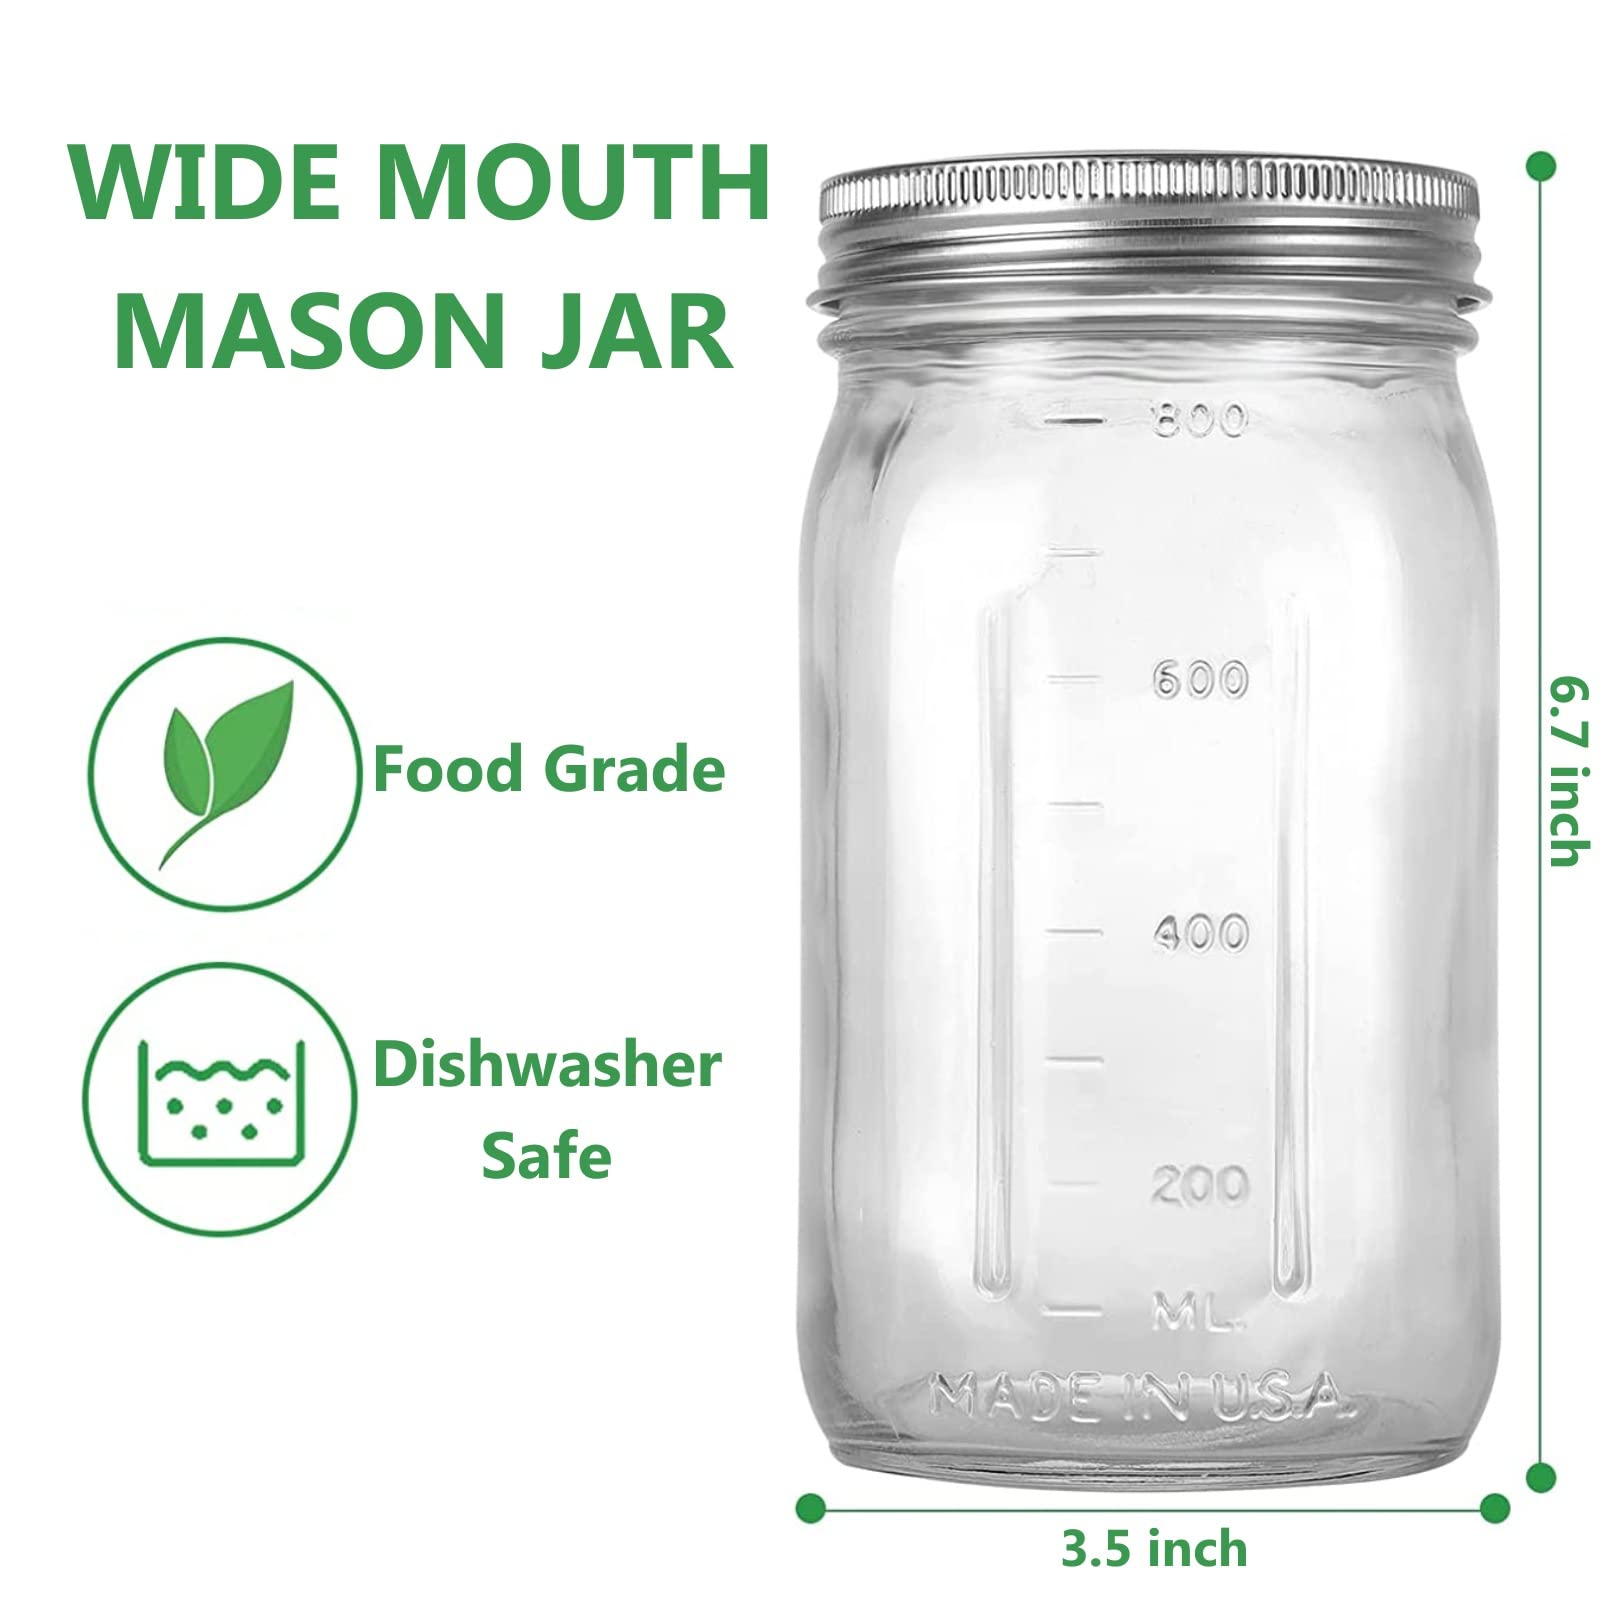 WIDE MOUTH
MASON JAR
Food Grade
Dishwasher
Safe
800
600
400
200
ML.
MADE IN U.S.A.
6.7 inch
3.5 inch